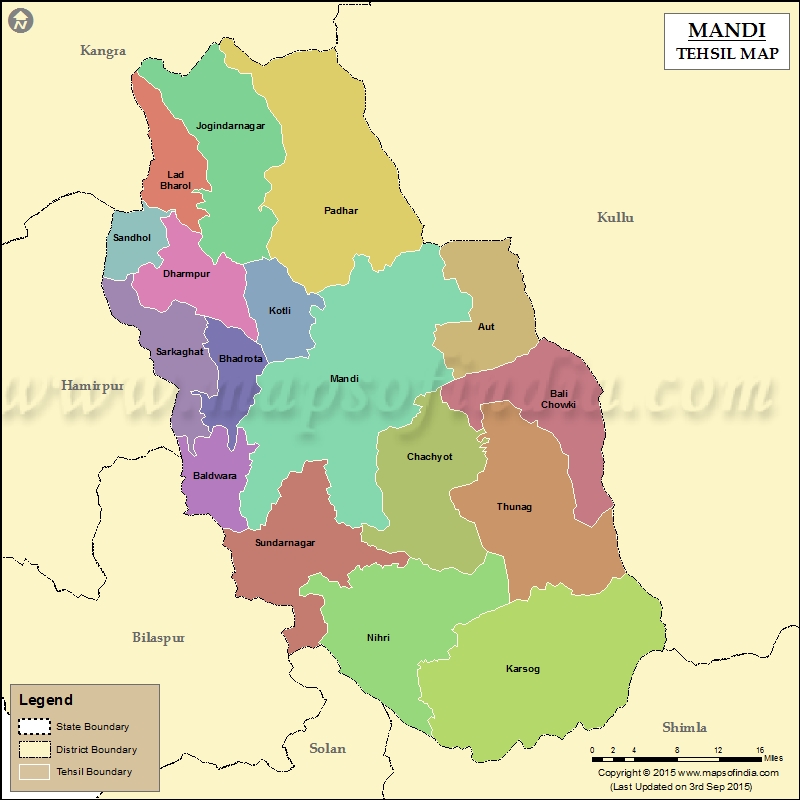 N
MANDI
TEHSIL MAP
Kangra
Jogindarnagar
Lad
Bharol
Padhar
Kullu
Sandhol
Dharmpur
Kotli
Aut
Sarkaghat
Bhadrota
Mandi
Hamirpur
Bali
Chowki
www.mapsofindia.com
Chachyot
Baldwara
Thunag
Sundarnagar
Bilaspur
Nihri
Karsog
Legend
State Boundary
District Boundary
Tehsil Boundary
Solan
Shimla
0 2 4 8 12 16
Miles
Copyright © 2015 www.mapsofindia.com
(Last Updated on 3rd Sep 2015)